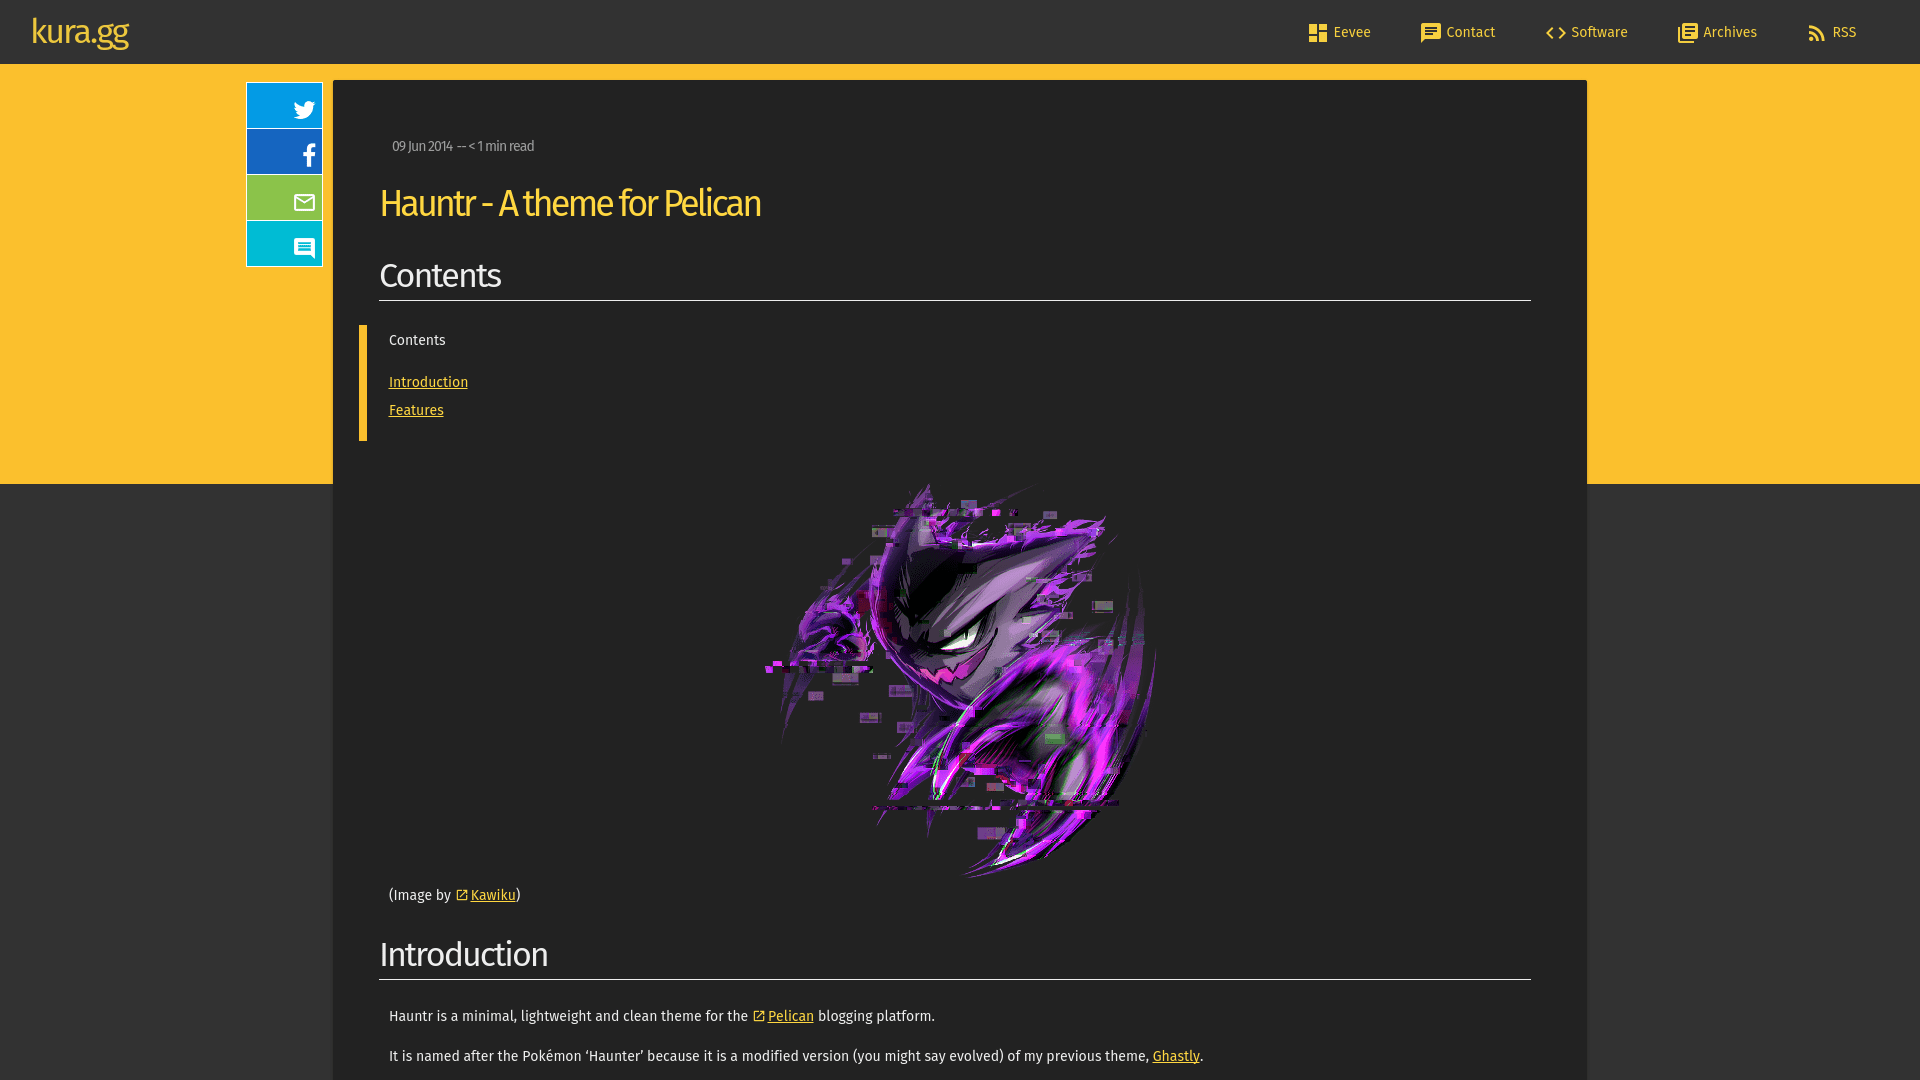 kura.gg
Eevee
Contact
Software
Archives
RSS
09 Jun 2014 -- < 1 min read
Hauntr - A theme for Pelican
Contents
Contents
Introduction
Features
(Image by Kawiku)
Introduction
Hauntr is a minimal, lightweight and clean theme for the Pelican blogging platform.
It is named after the Pokémon ‘Haunter’ because it is a modified version (you might say evolved) of my previous theme, Ghastly.